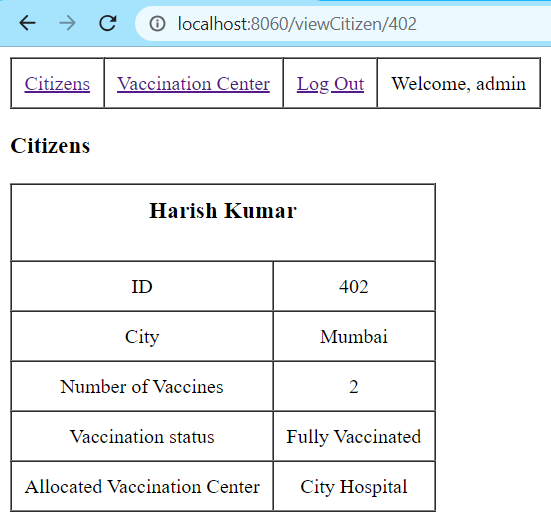 localhost:8060/viewCitizen/402
Citizens Vaccination Center Log Out Welcome, admin
Citizens
Harish Kumar
ID 402
City Mumbai
Number of Vaccines 2
Vaccination status Fully Vaccinated
Allocated Vaccination Center City Hospital